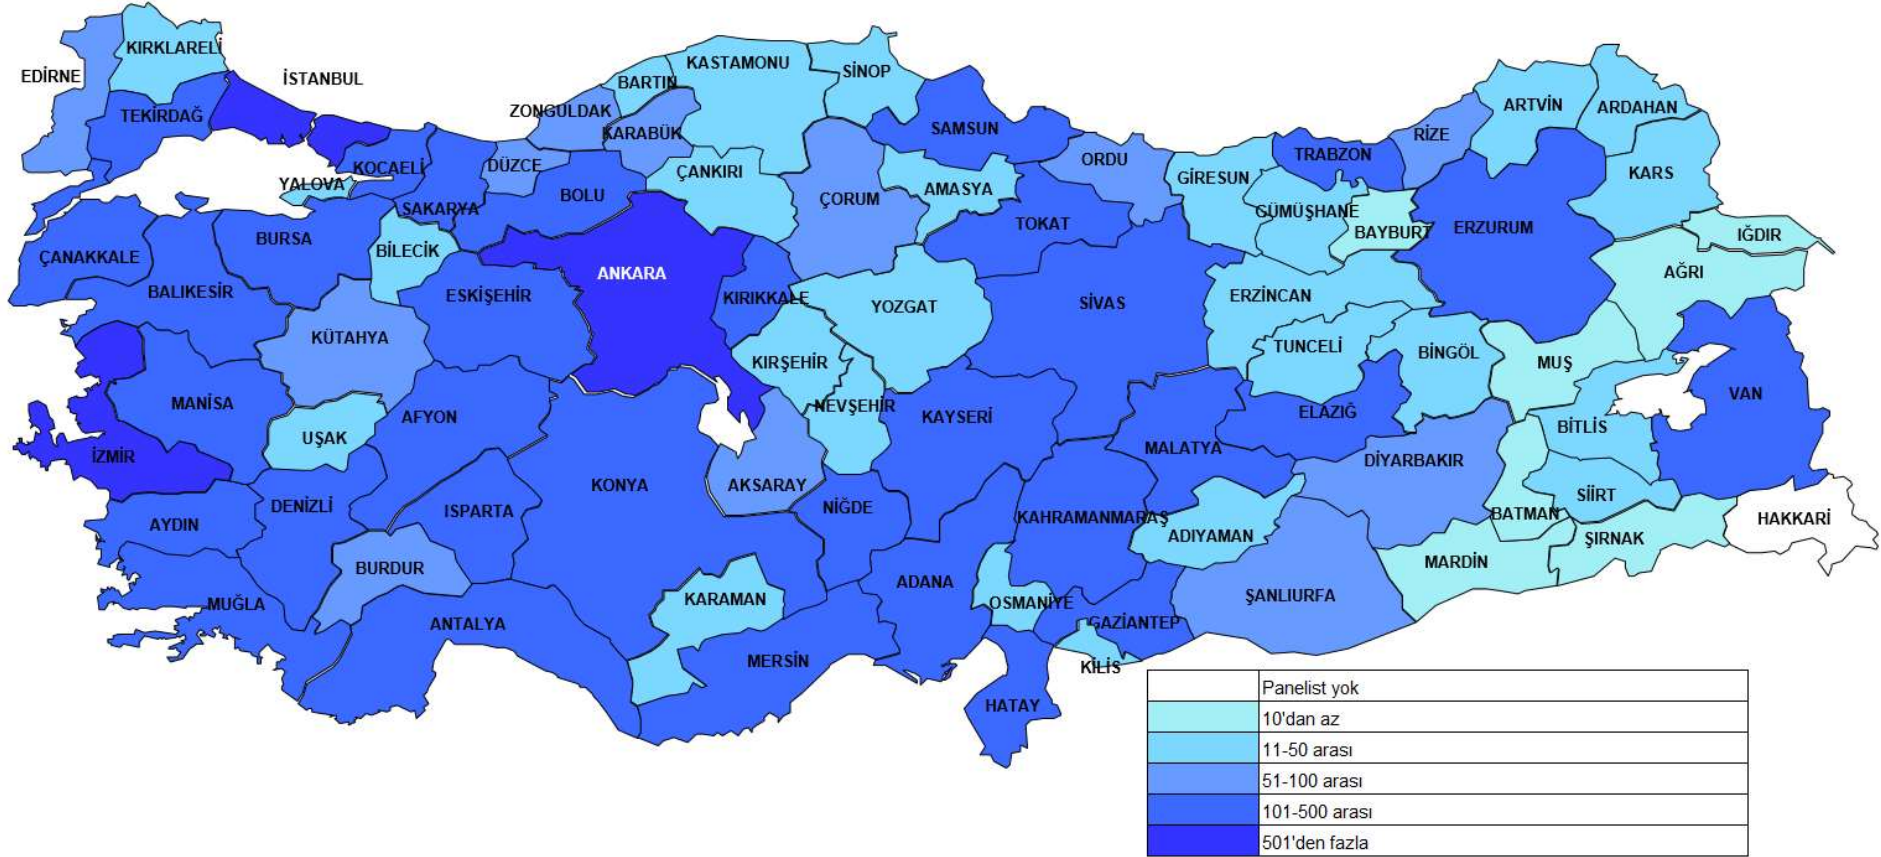 KIRKLARELİ
EDİRNE
İSTANBUL
TEKİRDAĞ
KASTAMONU
SİNOP
BARTIN
ZONGULDAK
KARABÜK
SAMSUN
ARTVİN
ARDAHAN
RİZE
TRABZON
ORDU
GİRESUN
KARS
KOCAELİ
DÜZCE
YALOVA
BOLU
SAKARYA
ÇANKIRI
ÇORUM
AMASYA
TOKAT
GÜMÜŞHANE
BAYBURT
ERZURUM
IĞDIR
AĞRI
ÇANAKKALE
BURSA
BİLECİK
BALIKESİR
ESKİŞEHİR
ANKARA
KIRIKKALE
YOZGAT
SİVAS
ERZİNCAN
KÜTAHYA
KIRŞEHİR
TUNCELİ
BİNGÖL
MUŞ
VAN
MANİSA
UŞAK
AFYON
NEVŞEHİR
KAYSERİ
ELAZIĞ
BİTLİS
MALATYA
İZMİR
KONYA
AKSARAY
DİYARBAKIR
SİİRT
AYDIN
DENİZLİ
ISPARTA
NİĞDE
KAHRAMANMARAŞ
ADIYAMAN
BATMAN
ŞIRNAK
HAKKARİ
BURDUR
MARDİN
MUĞLA
ANTALYA
KARAMAN
ADANA
OSMANİYE
GAZİANTEP
ŞANLIURFA
MERSİN
KİLİS
HATAY
Panelist yok
10'dan az
11-50 arası
51-100 arası
101-500 arası
501'den fazla